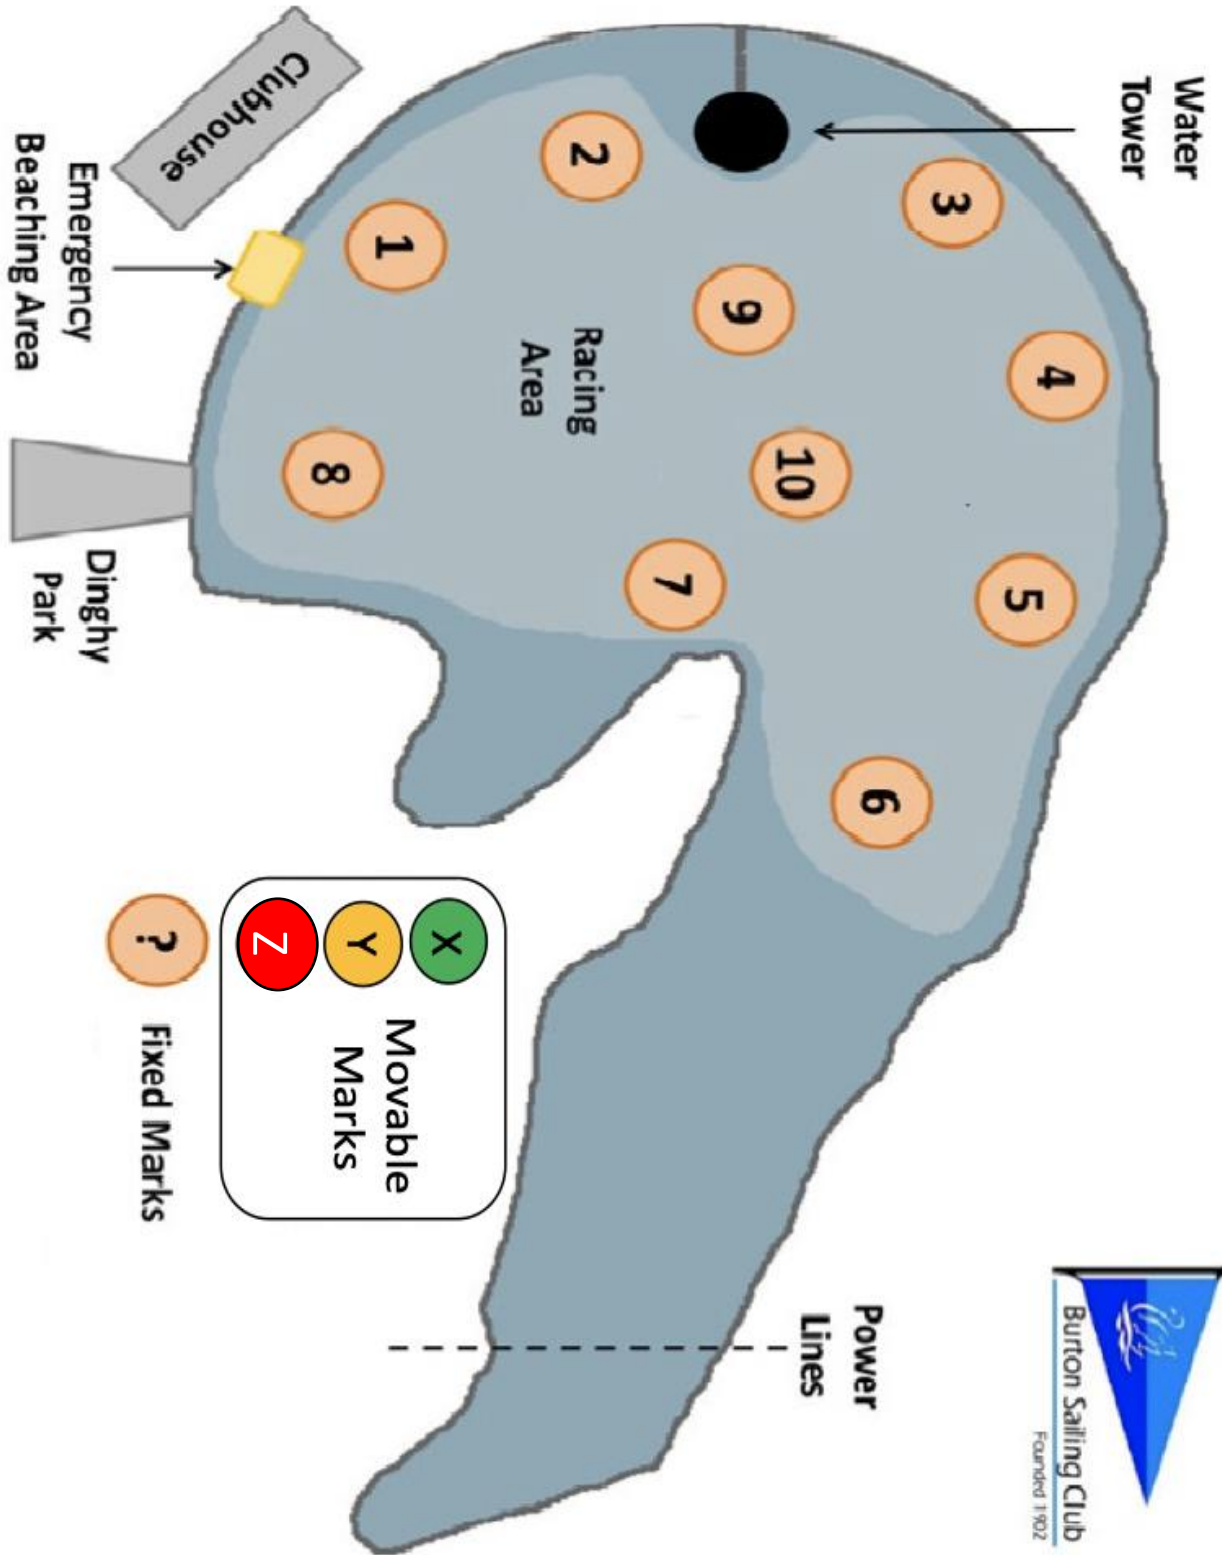 Water
Tower
Clubhouse
Emergency
Beaching Area
Dinghy
Park
Racing
Area
1
2
3
4
5
6
7
8
9
10
X
Y
Z
Movable
Marks
?
Fixed Marks
Power
Lines
Burton Sailing Club
Founded 1902